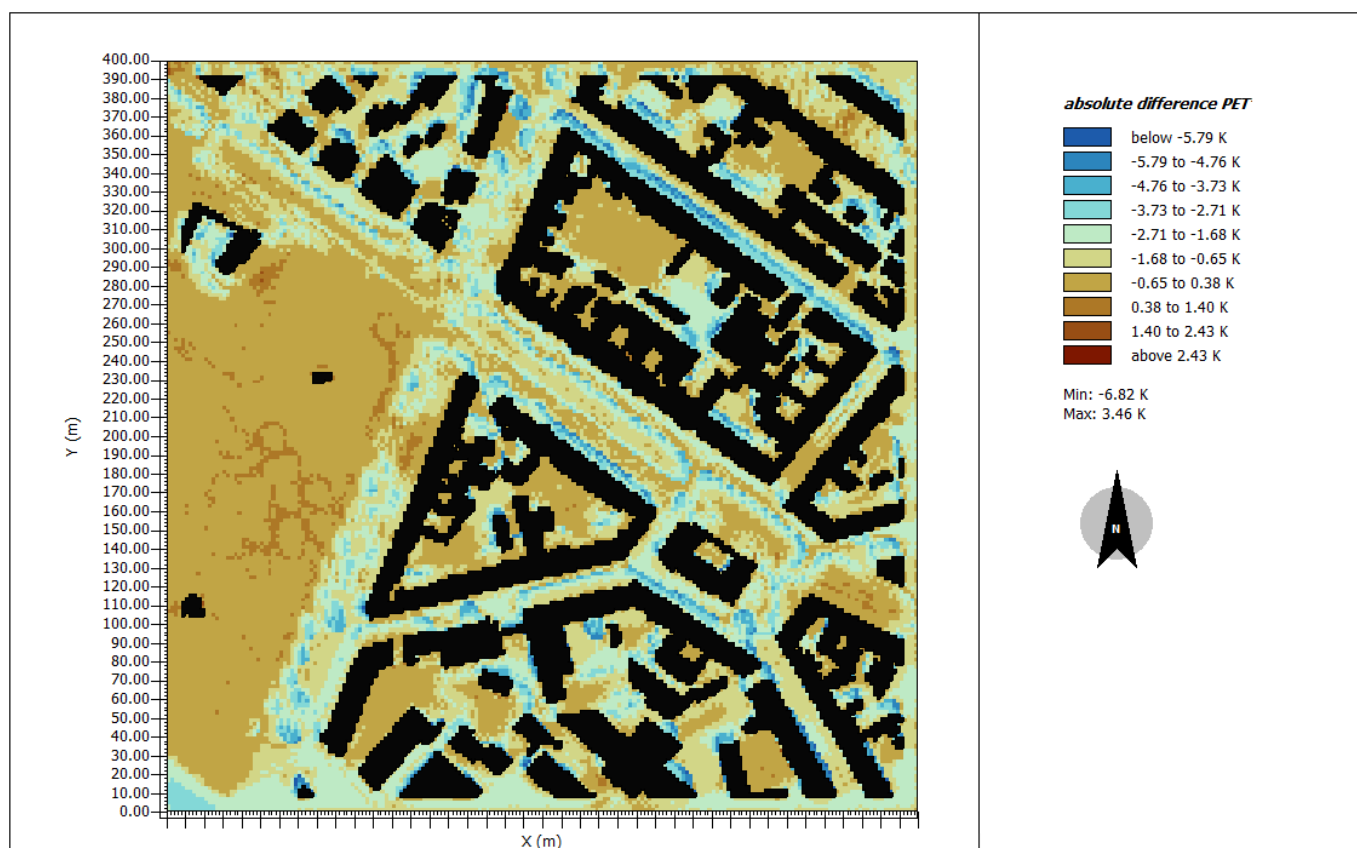 400.00
390.00
380.00
370.00
360.00
350.00
340.00
330.00
320.00
310.00
300.00
290.00
280.00
270.00
260.00
250.00
240.00
230.00
220.00
210.00
200.00
190.00
180.00
170.00
160.00
150.00
140.00
130.00
120.00
110.00
100.00
90.00
80.00
70.00
60.00
50.00
40.00
30.00
20.00
10.00
0.00
Y (m)
X (m)
absolute difference PET
below -5.79 K
-5.79 to -4.76 K
-4.76 to -3.73 K
-3.73 to -2.71 K
-2.71 to -1.68 K
-1.68 to -0.65 K
-0.65 to 0.38 K
0.38 to 1.40 K
1.40 to 2.43 K
above 2.43 K
Min: -6.82 K
Max: 3.46 K
N